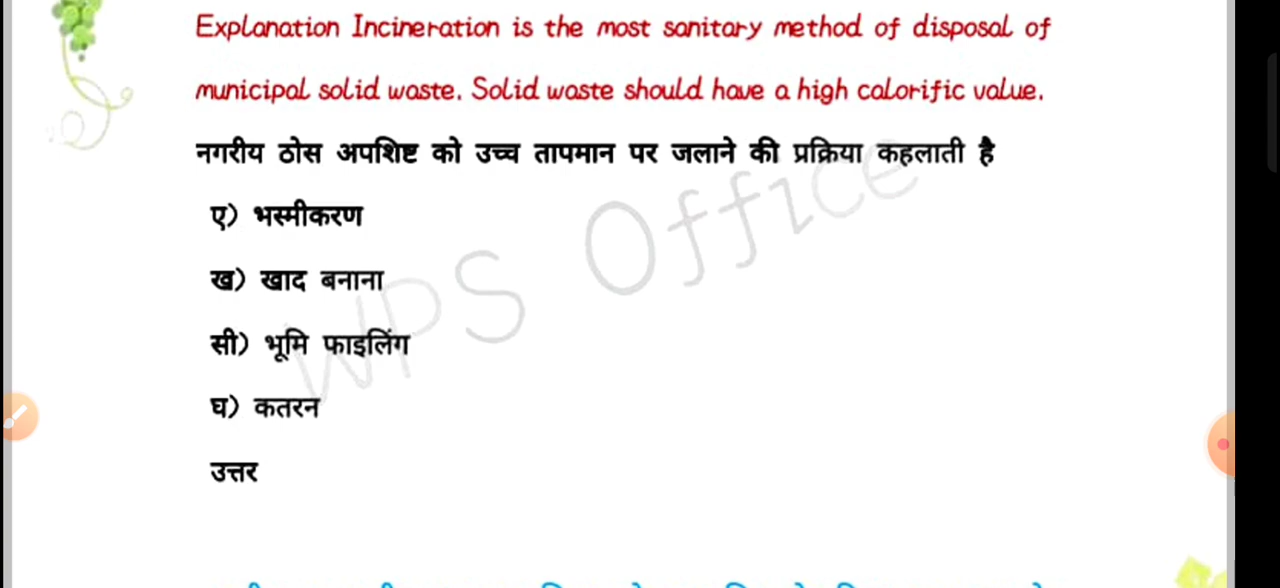 Explanation Incineration is the most sanitary method of disposal of
municipal solid waste. Solid waste should have a high calorific value.
नगरीय ठोस अपशिष्ट को उच्च तापमान पर जलाने की प्रक्रिया कहलाती है
ए) भस्मीकरण
ख) खाद बनाना
सी) भूमि फाइलिंग
घ) कतरन
उत्तर
WPS Office